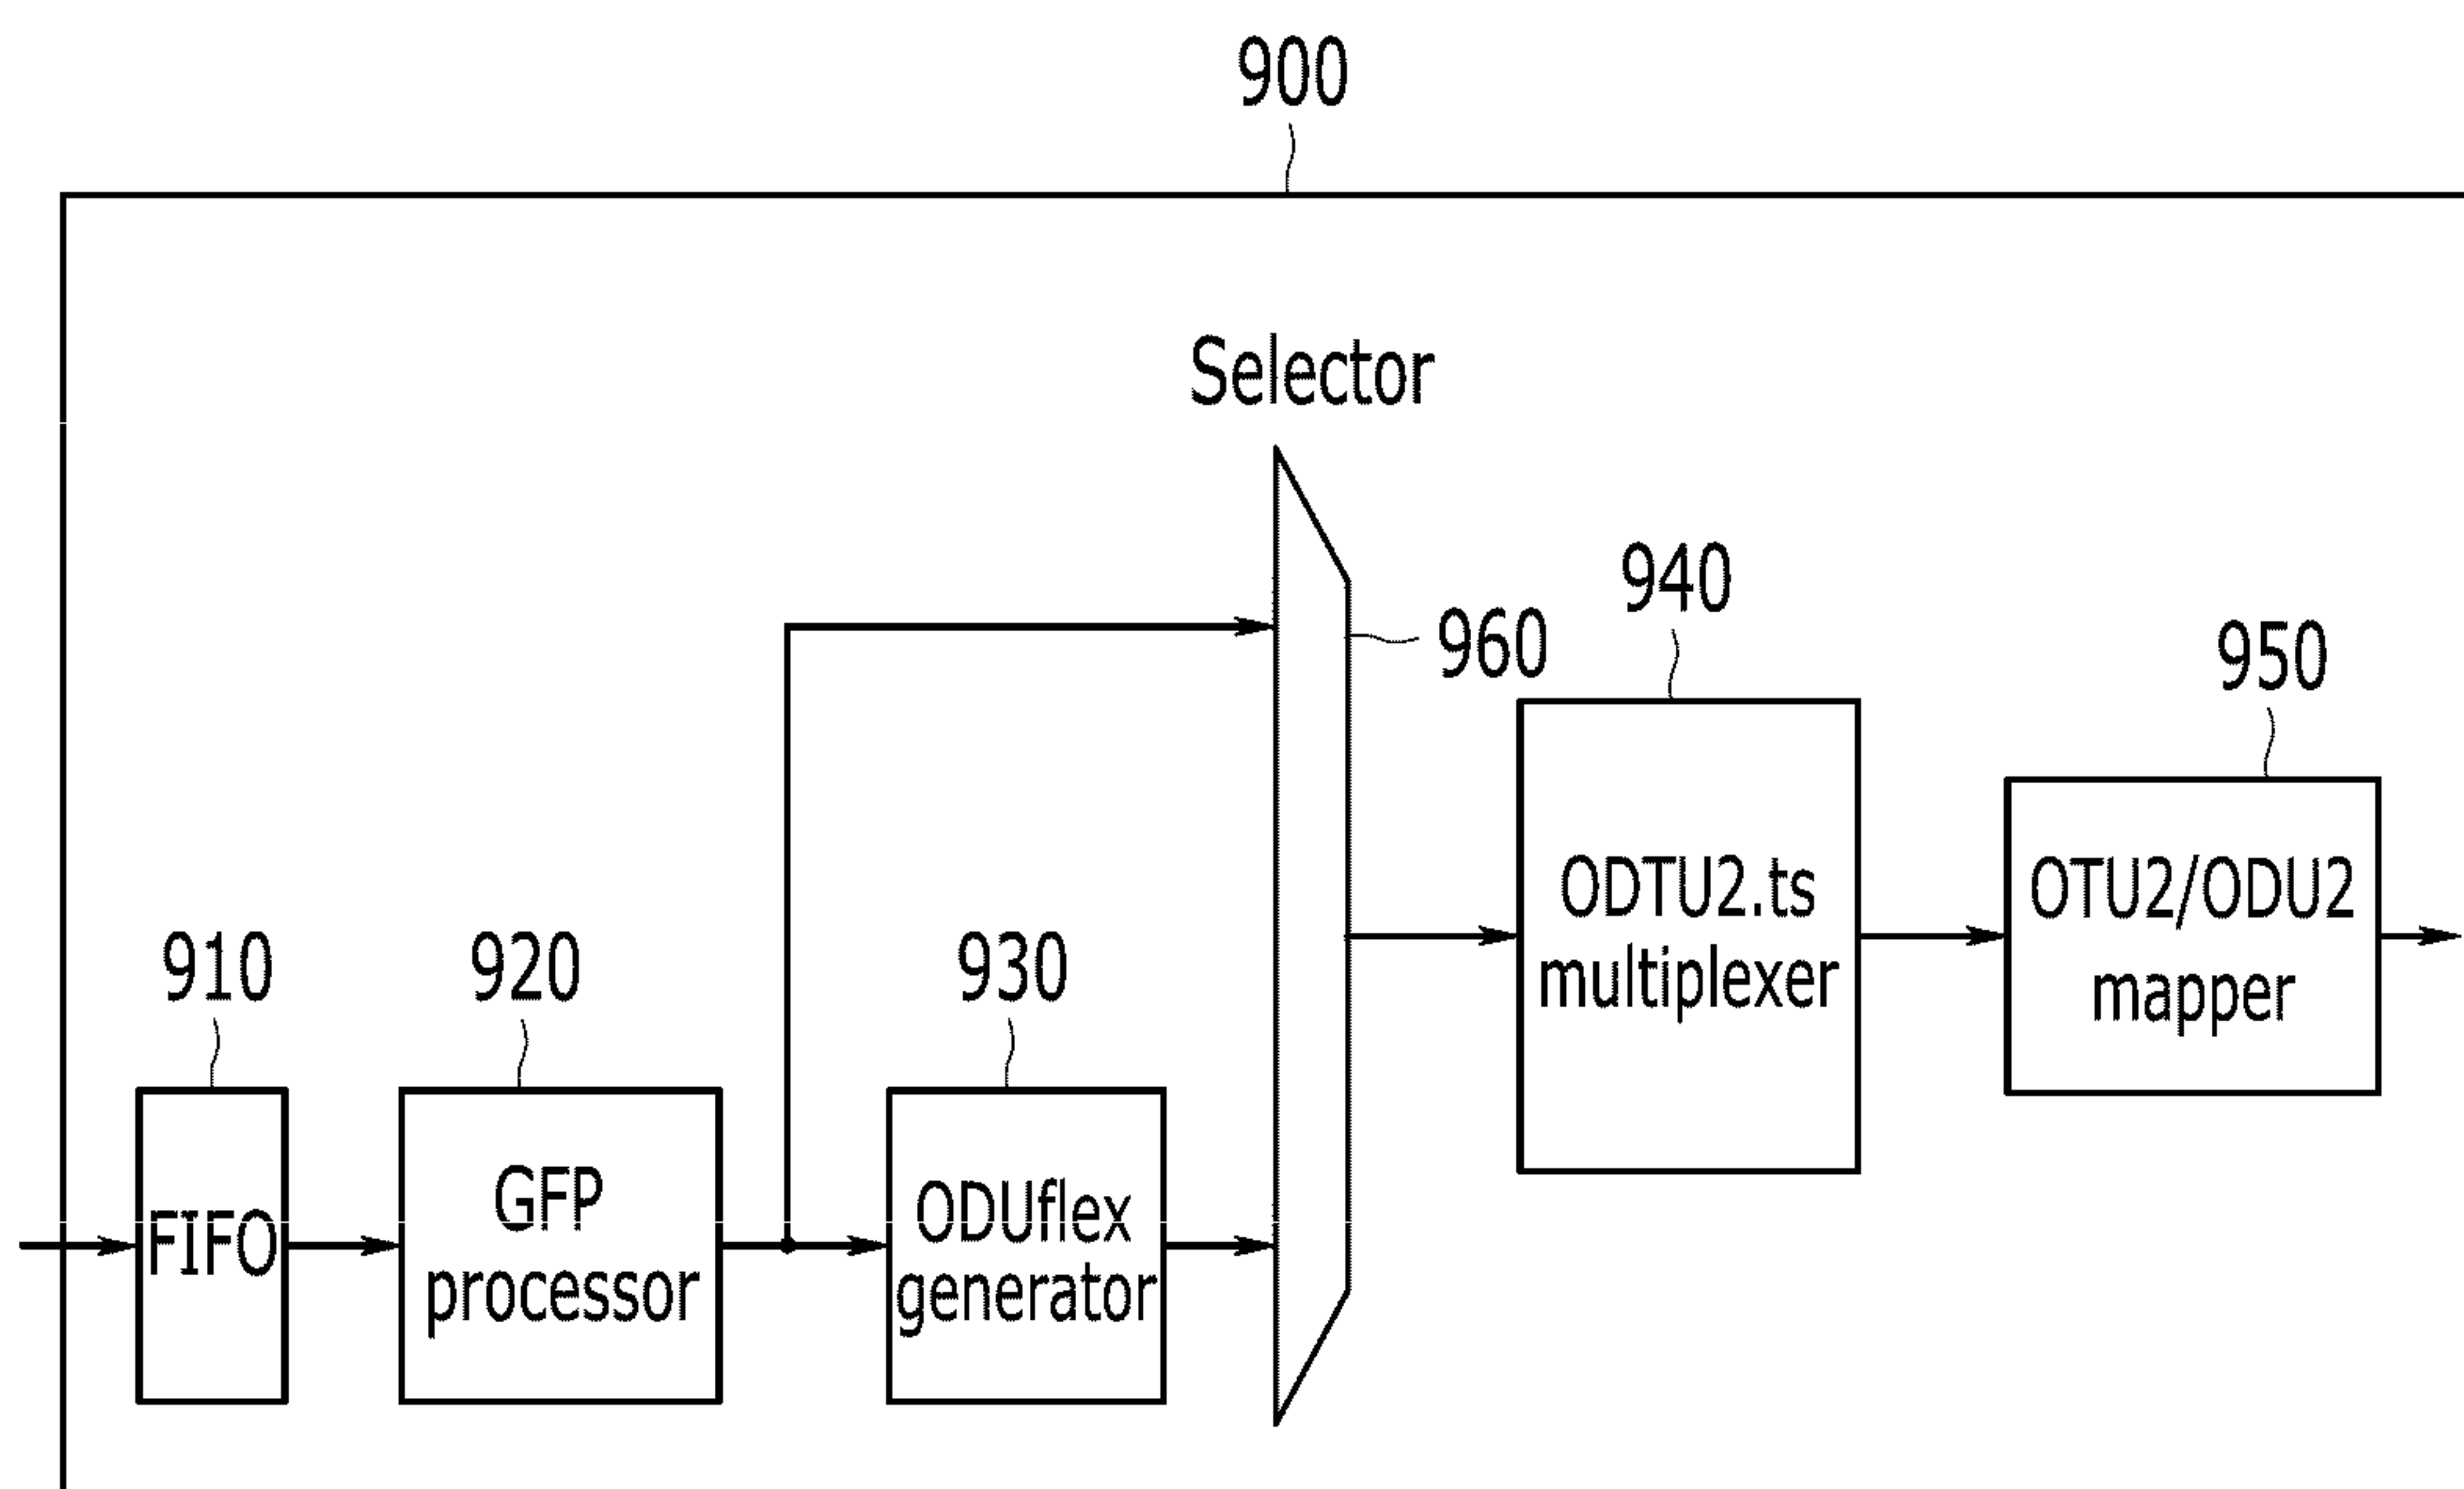 900
Selector
960
940
950
ODTU2.ts
multiplexer
OTU2/ODU2
mapper
910
920
930
FIFO
GFP
processor
ODUflex
generator